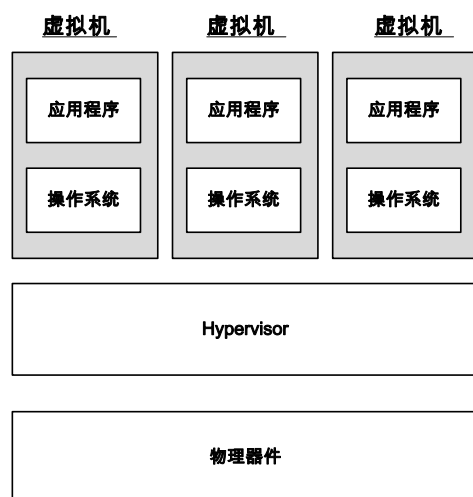 虚拟机 虚拟机 虚拟机
应用程序 应用程序 应用程序
操作系统 操作系统 操作系统
Hypervisor
物理器件